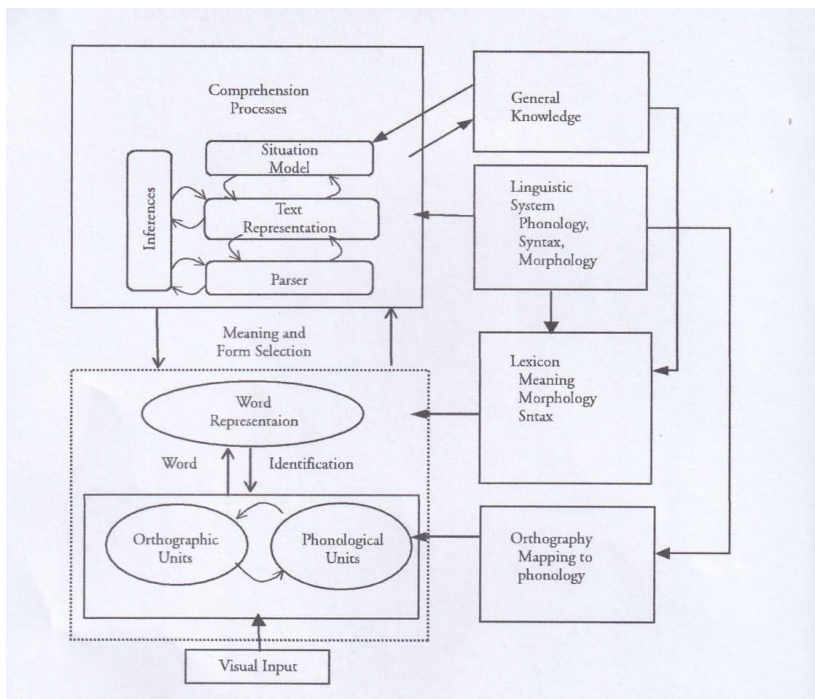 Comprehension
Processes
General
Knowledge
Situation
Model
Inferences
Text
Representation
Parser
Linguistic
System
Phonology,
Syntax,
Morphology
Meaning and
Form Selection
Lexicon
Meaning
Morphology
Sntax
Word
Representaion
Word
Identification
Orthographic
Units
Phonological
Units
Orthography
Mapping to
phonology
Visual Input